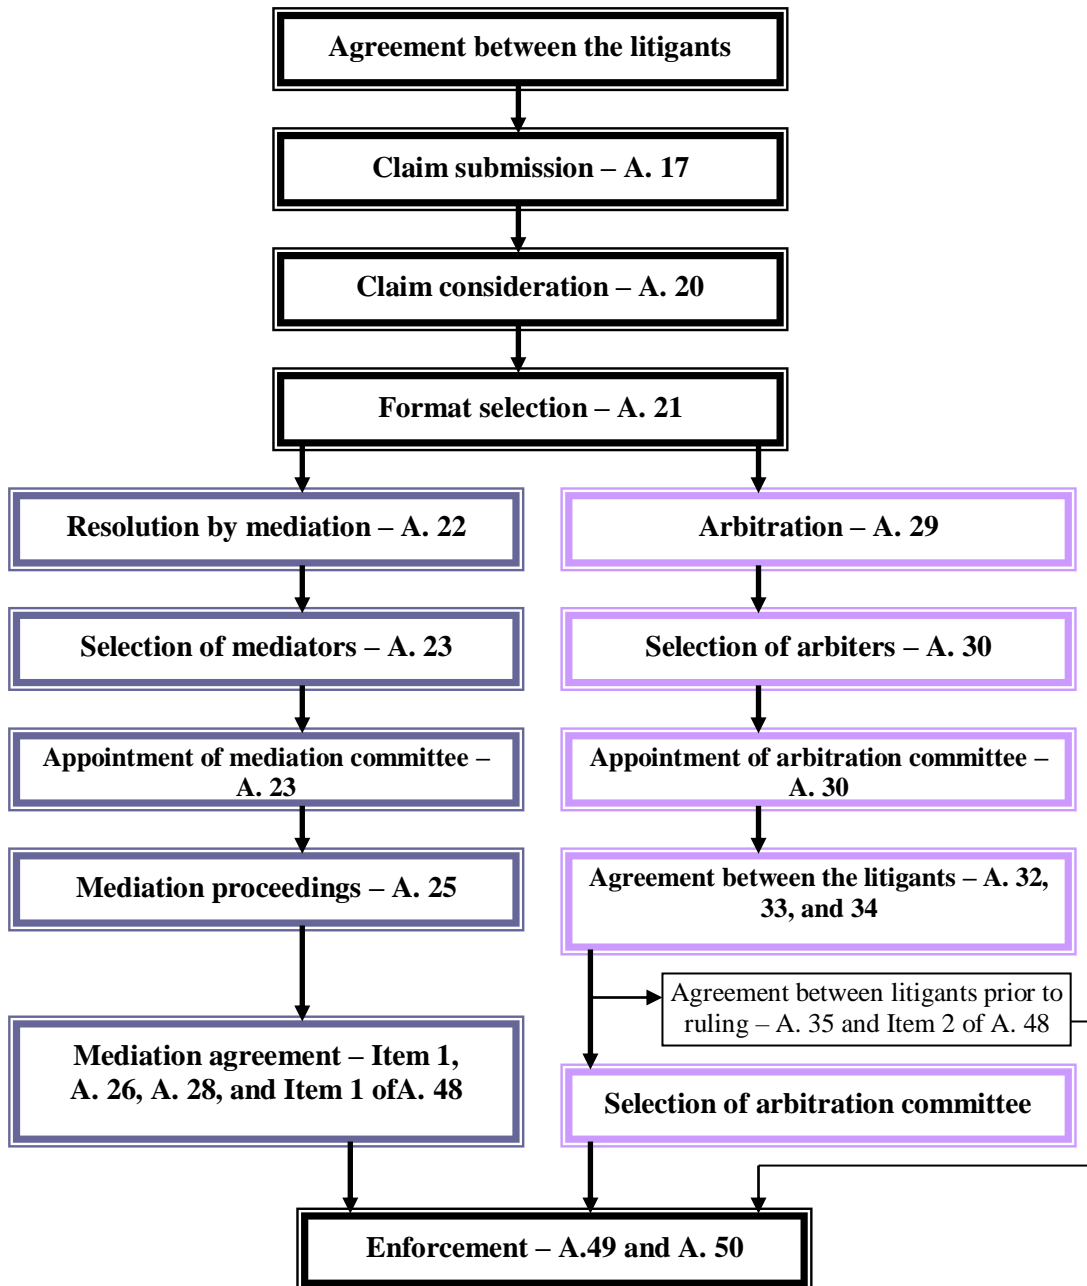 Agreement between the litigants
Claim submission – A. 17
Claim consideration – A. 20
Format selection – A. 21
Resolution by mediation – A. 22
Arbitration – A. 29
Selection of mediators – A. 23
Selection of arbiters – A. 30
Appointment of mediation committee –
A. 23
Appointment of arbitration committee –
A. 30
Mediation proceedings – A. 25
Agreement between the litigants – A. 32,
33, and 34
Agreement between litigants prior to
ruling – A. 35 and Item 2 of A. 48
Mediation agreement – Item 1,
A. 26, A. 28, and Item 1 ofA. 48
Selection of arbitration committee
Enforcement – A.49 and A. 50